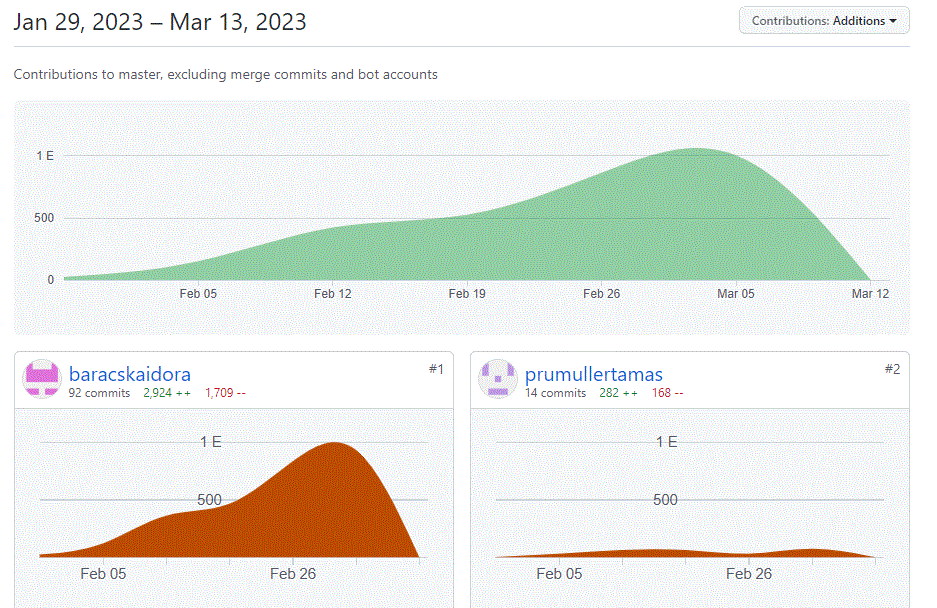 Jan 29, 2023 – Mar 13, 2023
Contributions: Additions
Contributions to master, excluding merge commits and bot accounts
1 E
500
0
Feb 05 Feb 12 Feb 19 Feb 26 Mar 05 Mar 12
baracskaidora #1
92 commits 2,924 ++ 1,709 --
1 E
500
Feb 05 Feb 26
prumullertamas #2
14 commits 282 ++ 168 --
1 E
500
Feb 05 Feb 26